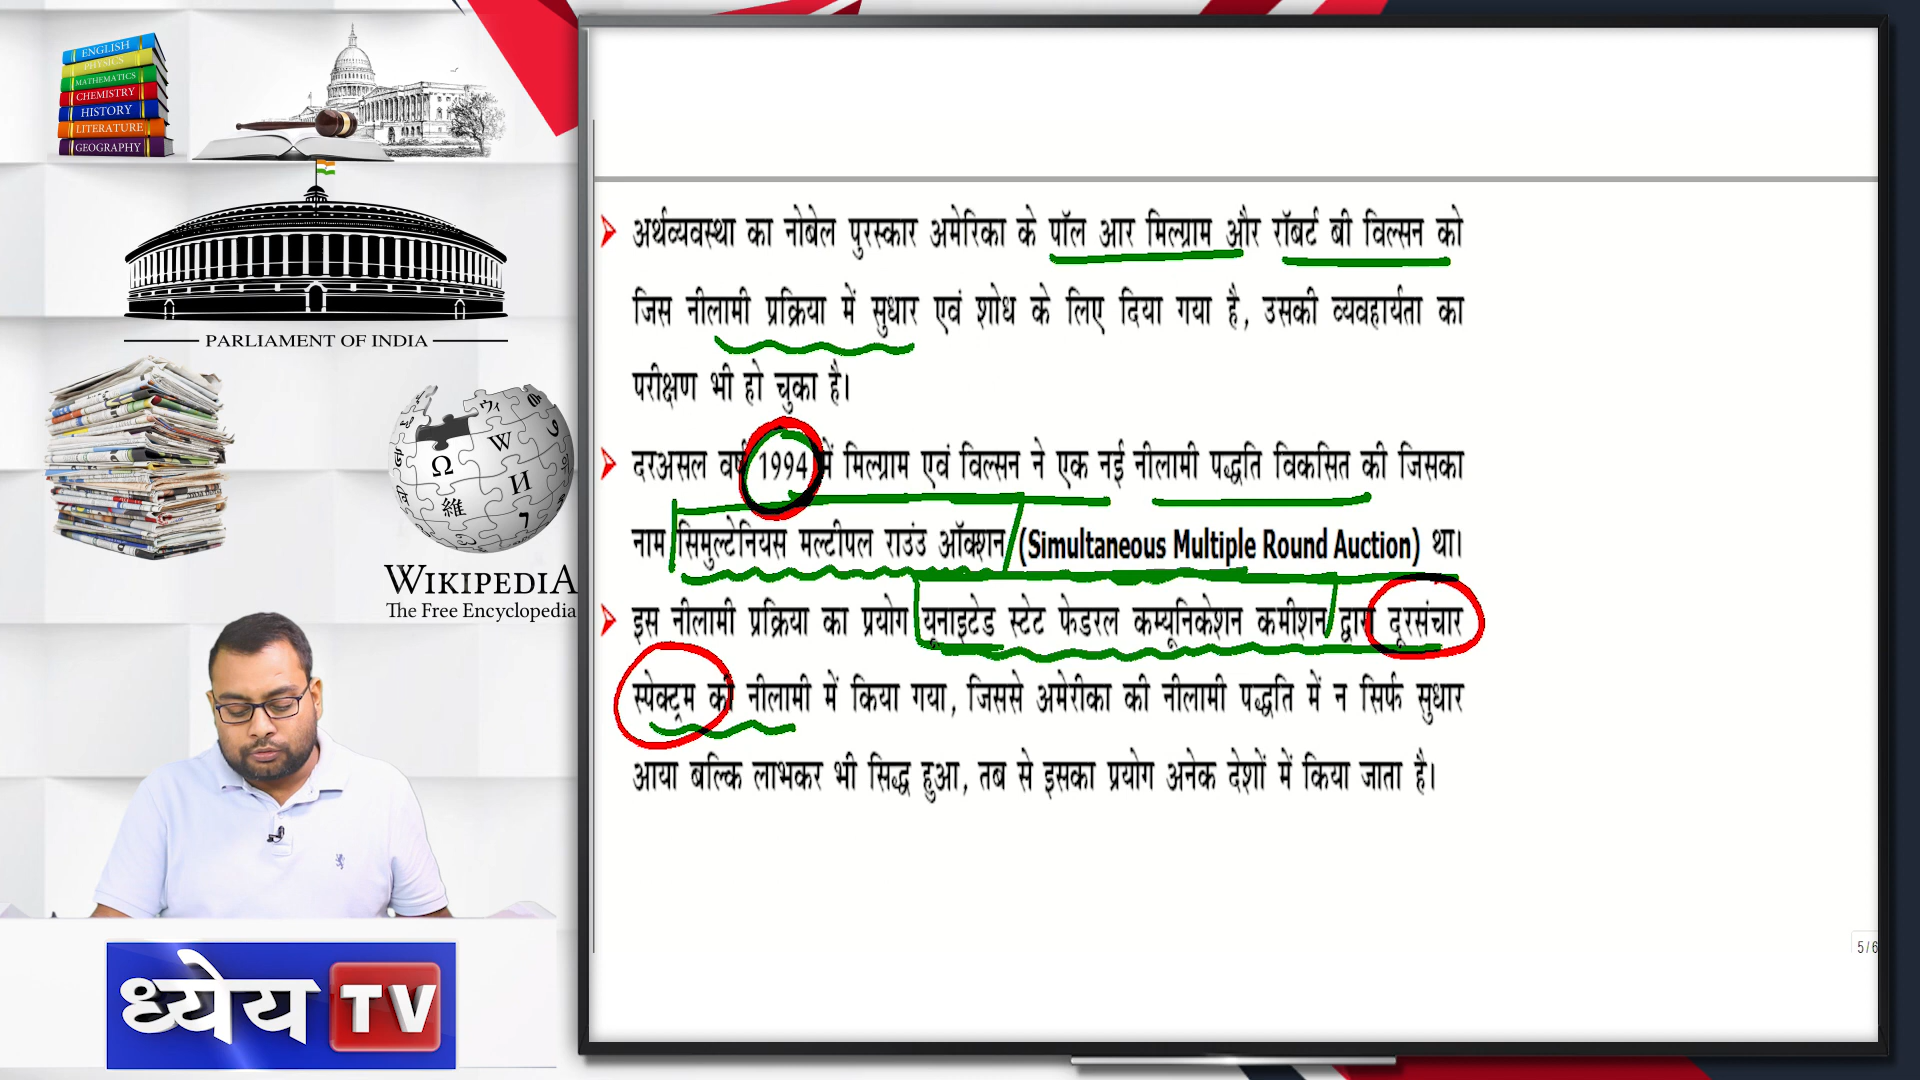 ENGLISH
PHYSICS
MATHEMATICS
CHEMISTRY
HISTORY
LITERATURE
GEOGRAPHY
PARLIAMENT OF INDIA
Ω
W
И
維
WIKIPEDIA
The Free Encyclopedia
ध्येय TV
अर्थव्यवस्था का नोबेल पुरस्कार अमेरिका के पॉल आर मिल्ग्राम और रॉबर्ट बी विल्सन को
जिस नीलामी प्रक्रिया में सुधार एवं शोध के लिए दिया गया है, उसकी व्यवहार्यता का
परीक्षण भी हो चुका है।
दरअसल वर्ष 1994 में मिल्ग्राम एवं विल्सन ने एक नई नीलामी पद्धति विकसित की जिसका
नाम सिमुल्टेनियस मल्टीपल राउंउ ऑक्शन (Simultaneous Multiple Round Auction) था।
इस नीलामी प्रक्रिया का प्रयोग यूनाइटेड स्टेट फेडरल कम्यूनिकेशन कमीशन द्वारा दूरसंचार
स्पेक्ट्रम की नीलामी में किया गया, जिससे अमेरीका की नीलामी पद्धति में न सिर्फ सुधार
आया बल्कि लाभकर भी सिद्ध हुआ, तब से इसका प्रयोग अनेक देशों में किया जाता है।
5/6